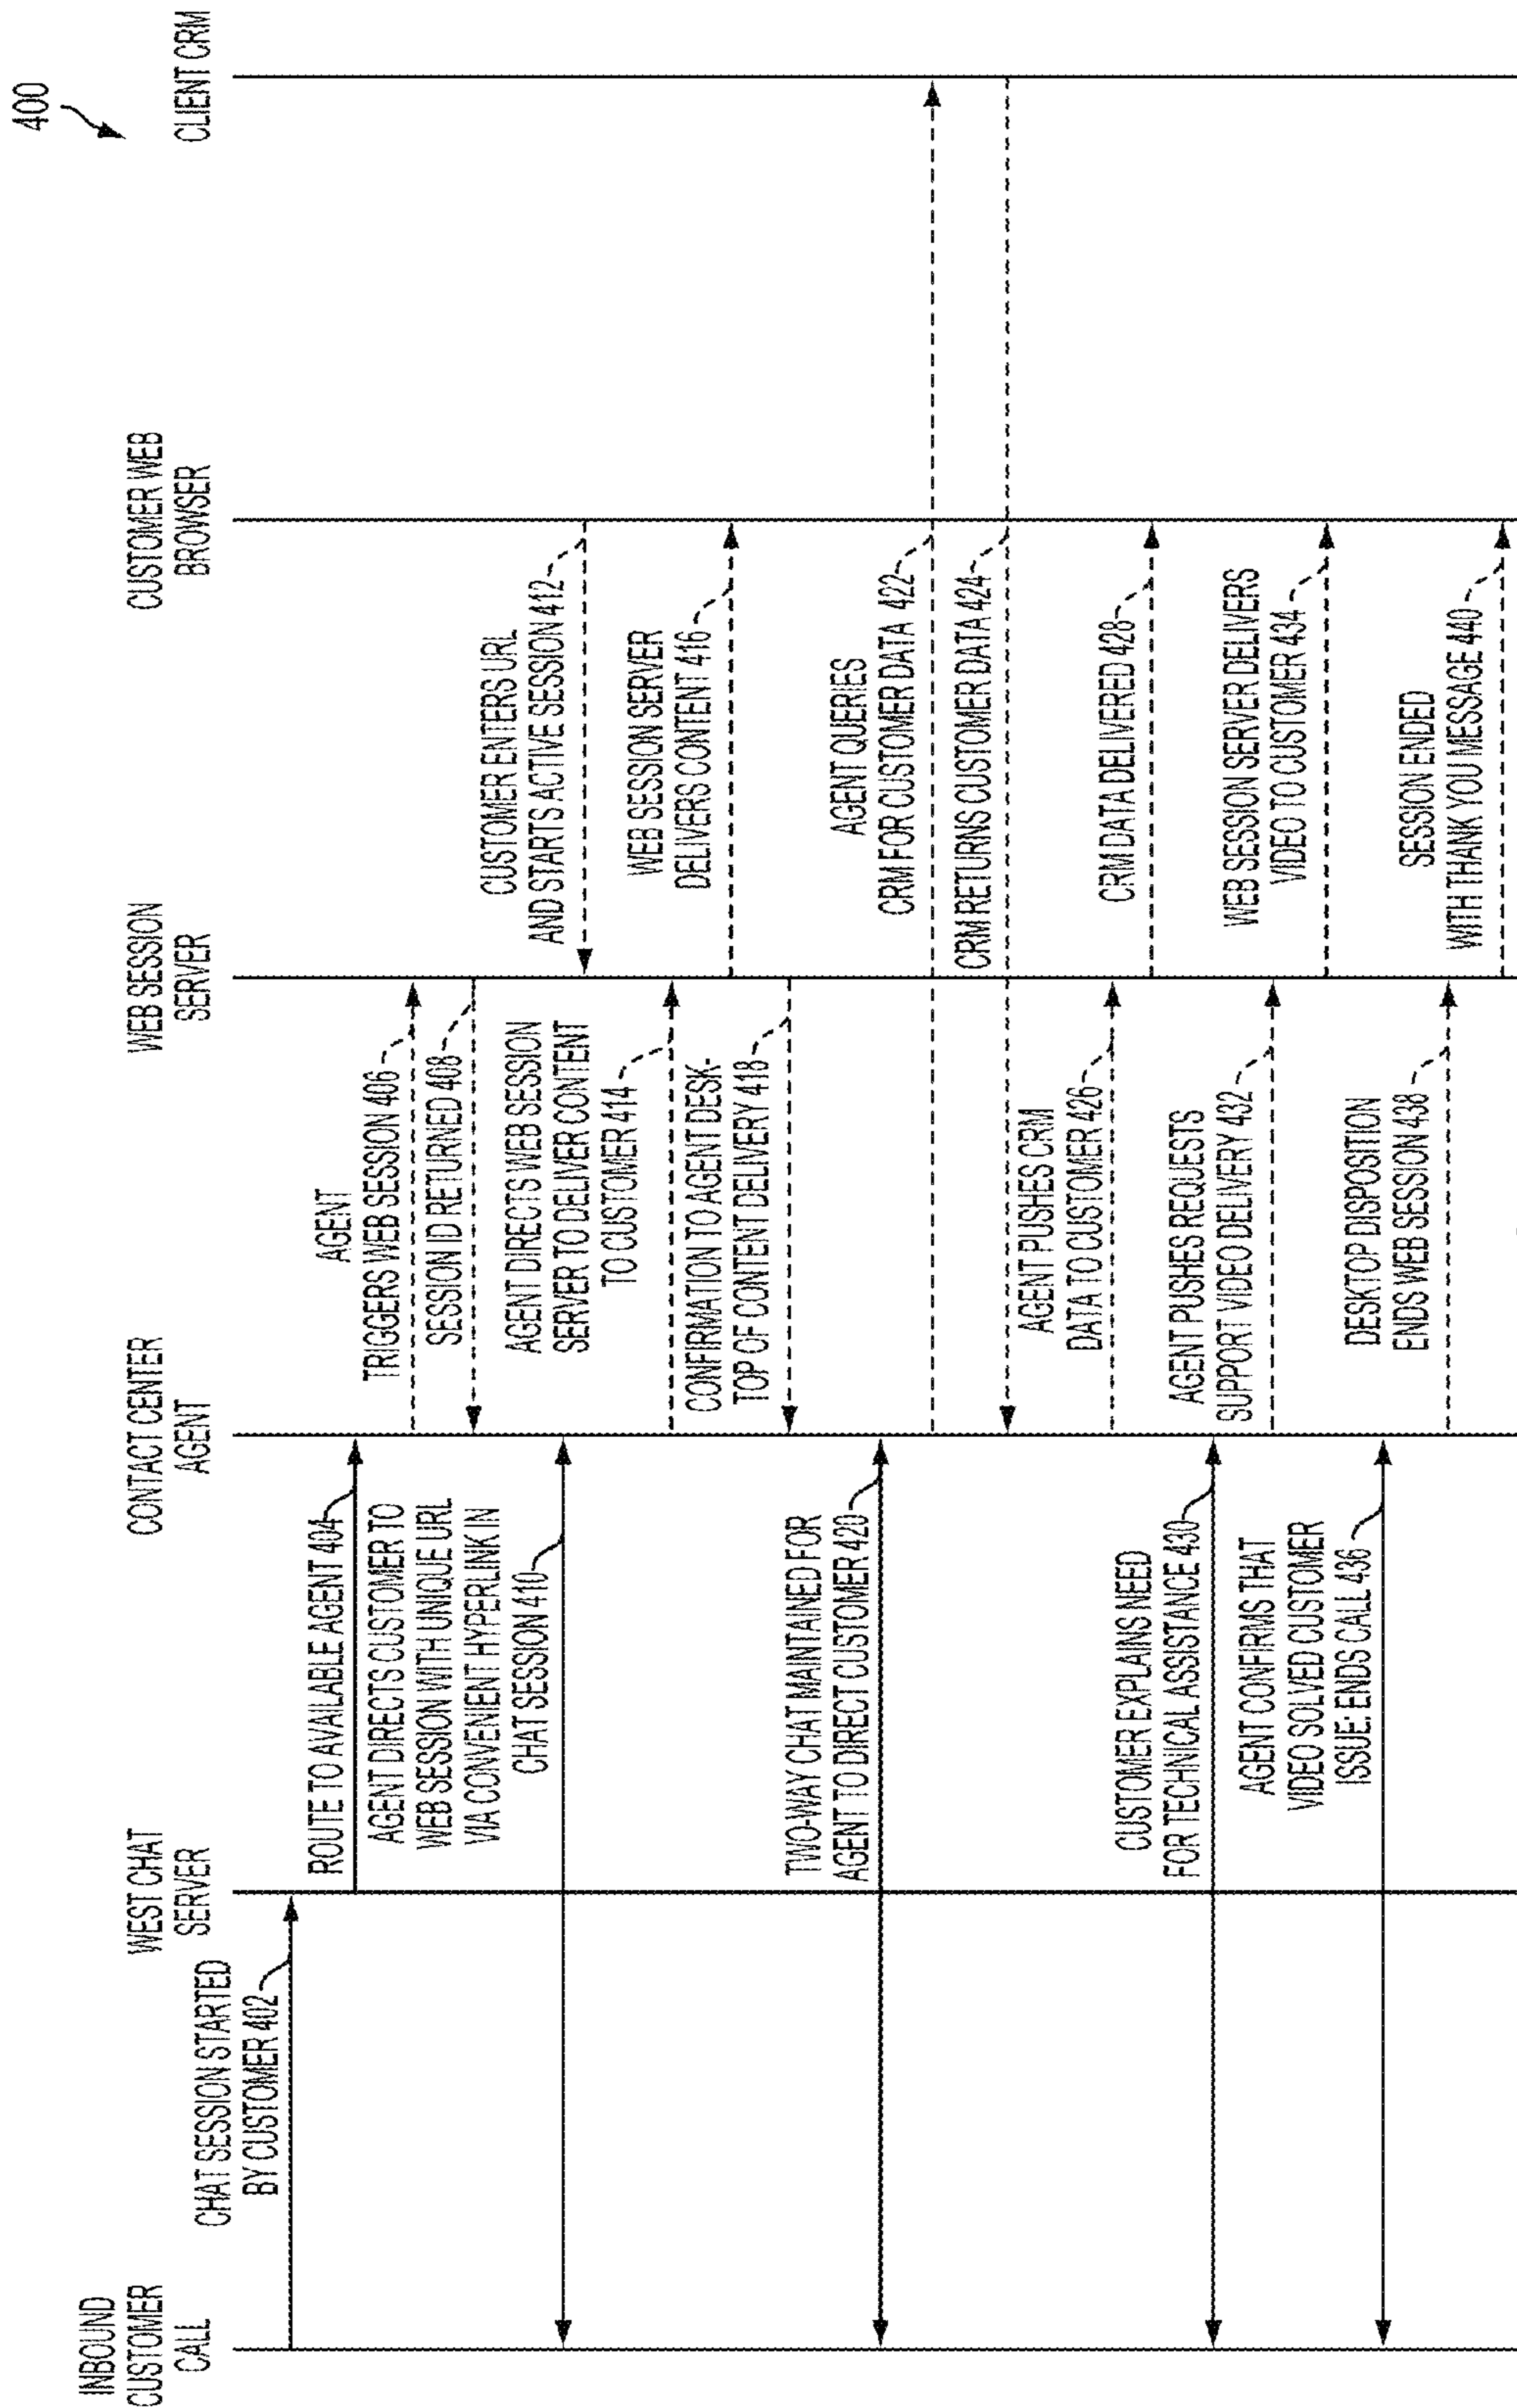 400
INBOUND
CUSTOMER
CALL
WEST CHAT
SERVER
CONTACT CENTER
AGENT
WEB SESSION
SERVER
CUSTOMER WEB
BROWSER
CLIENT CRM
CHAT SESSION STARTED
BY CUSTOMER 402
ROUTE TO AVAILABLE AGENT 404
AGENT
TRIGGERS WEB SESSION 406
SESSION ID RETURNED 408
AGENT DIRECTS CUSTOMER TO
WEB SESSION WITH UNIQUE URL
VIA CONVENIENT HYPERLINK IN
CHAT SESSION 410
CUSTOMER ENTERS URL
AND STARTS ACTIVE SESSION 412
AGENT DIRECTS WEB SESSION
SERVER TO DELIVER CONTENT
TO CUSTOMER 414
WEB SESSION SERVER
DELIVERS CONTENT 416
CONFIRMATION TO AGENT DESK-
TOP OF CONTENT DELIVERY 418
TWO-WAY CHAT MAINTAINED FOR
AGENT TO DIRECT CUSTOMER 420
AGENT QUERIES
CRM FOR CUSTOMER DATA 422
CRM RETURNS CUSTOMER DATA 424
AGENT PUSHES CRM
DATA TO CUSTOMER 426
CRM DATA DELIVERED 428
CUSTOMER EXPLAINS NEED
FOR TECHNICAL ASSISTANCE 430
AGENT PUSHES REQUESTS
SUPPORT VIDEO DELIVERY 432
WEB SESSION SERVER DELIVERS
VIDEO TO CUSTOMER 434
AGENT CONFIRMS THAT
VIDEO SOLVED CUSTOMER
ISSUE: ENDS CALL 436
DESKTOP DISPOSITION
ENDS WEB SESSION 438
SESSION ENDED
WITH THANK YOU MESSAGE 440